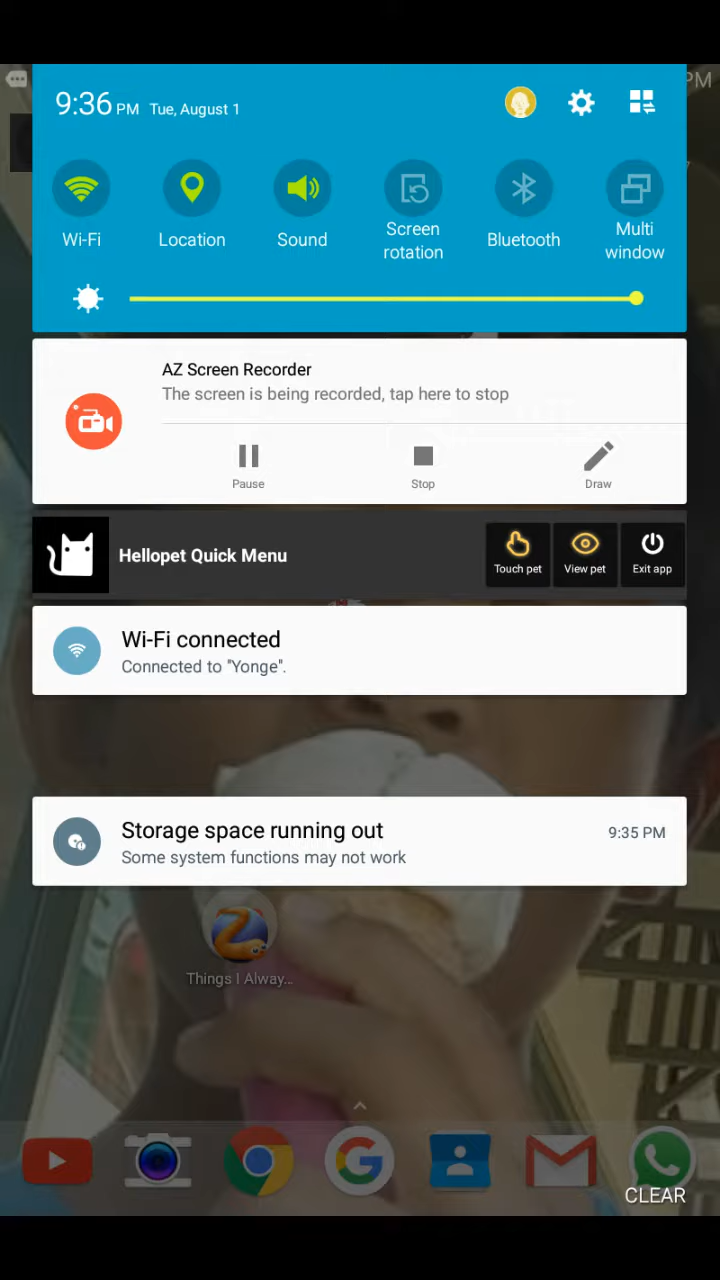 PM
9:36 PM Tue, August 1
Wi-Fi
Location
Sound
Screen rotation
Bluetooth
Multi window
AZ Screen Recorder
The screen is being recorded, tap here to stop
Pause
Stop
Draw
Hellopet Quick Menu
Touch pet
View pet
Exit app
Wi-Fi connected
Connected to "Yonge".
Storage space running out
9:35 PM
Some system functions may not work
Things I Alway...
CLEAR